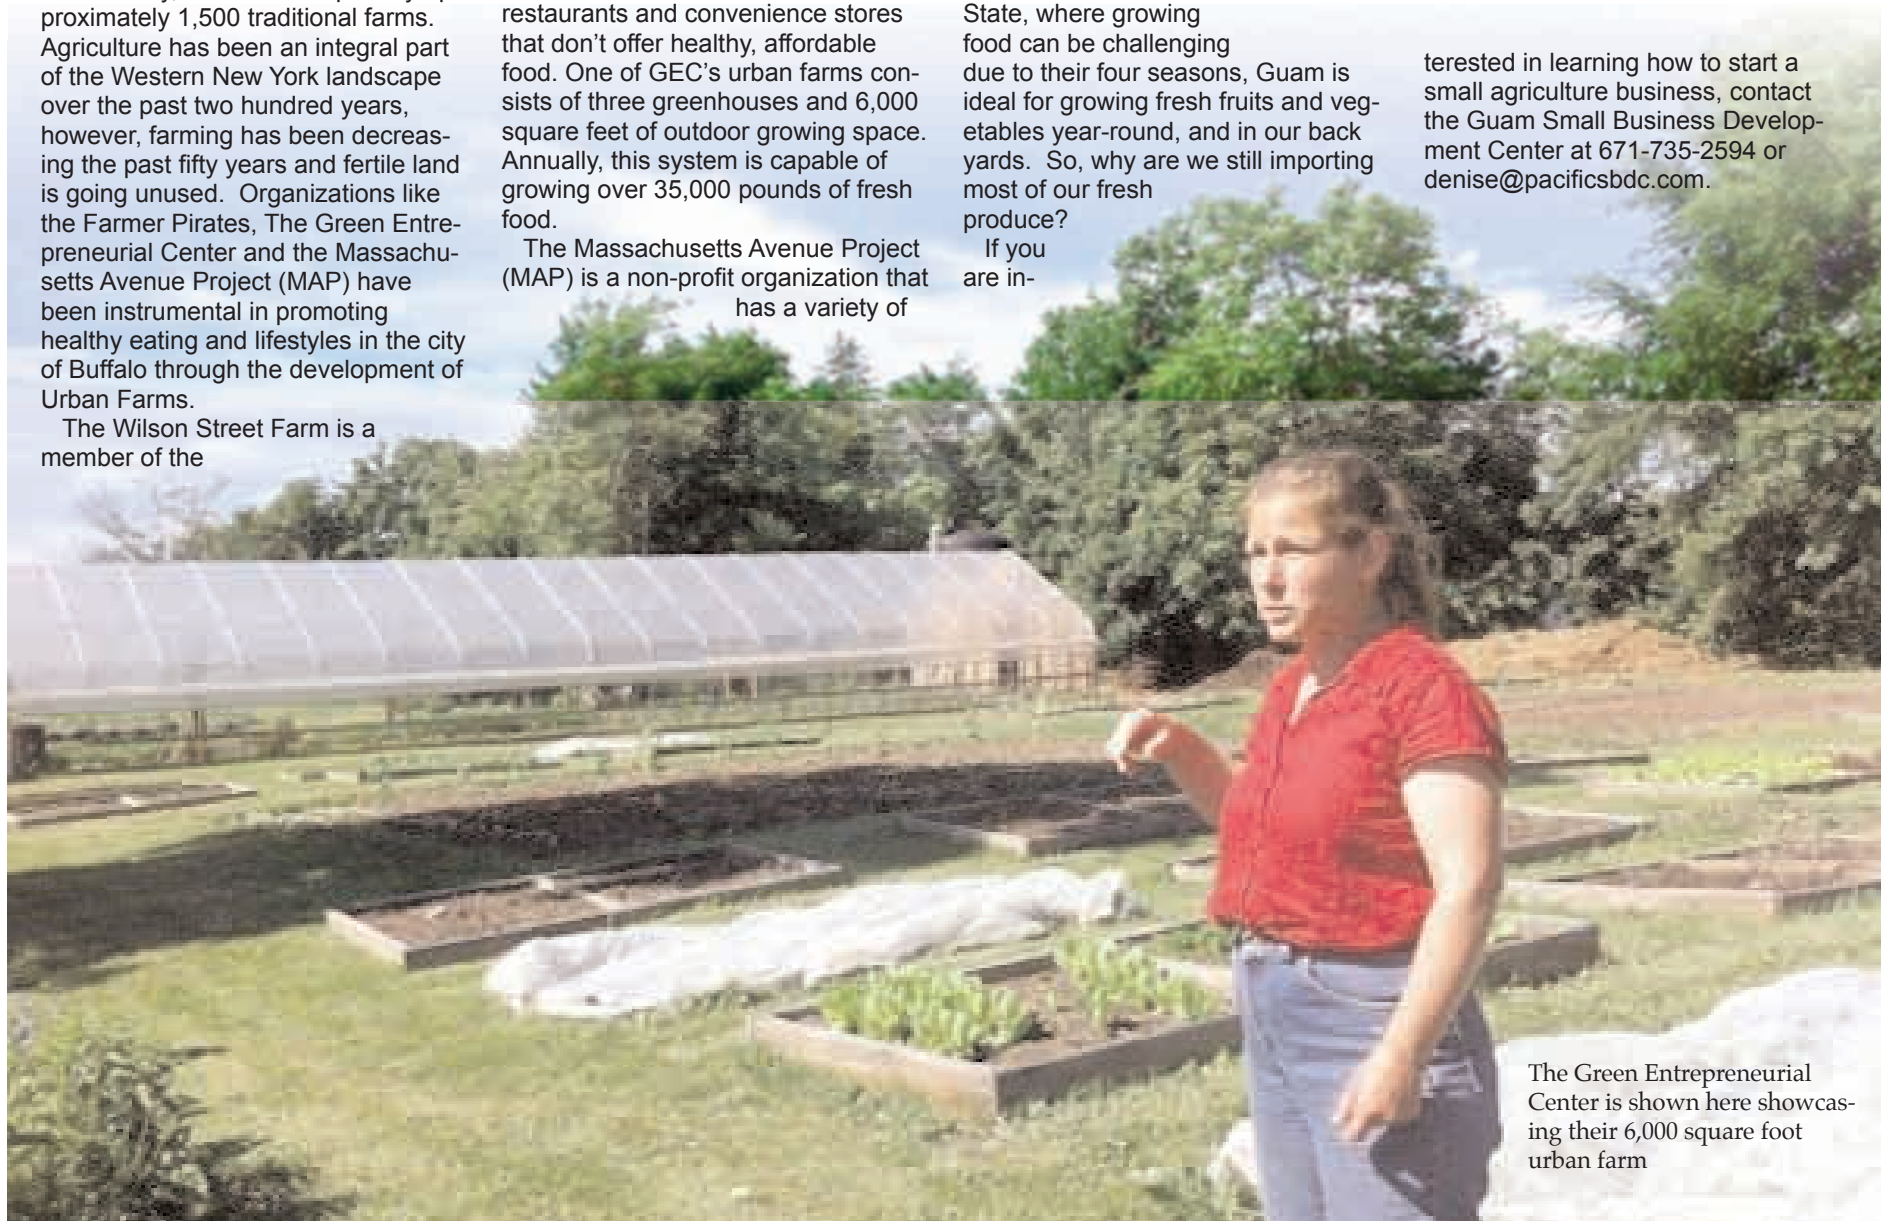 proximately 1,500 traditional farms.
Agriculture has been an integral part
of the Western New York landscape
over the past two hundred years,
however, farming has been decreas-
ing the past fifty years and fertile land
is going unused.  Organizations like
the Farmer Pirates, The Green Entre-
preneurial Center and the Massachu-
setts Avenue Project (MAP) have
been instrumental in promoting
healthy eating and lifestyles in the city
of Buffalo through the development of
Urban Farms.
The Wilson Street Farm is a
member of the
restaurants and convenience stores
that don't offer healthy, affordable
food. One of GEC's urban farms con-
sists of three greenhouses and 6,000
square feet of outdoor growing space.
Annually, this system is capable of
growing over 35,000 pounds of fresh
food.
The Massachusetts Avenue Project
(MAP) is a non-profit organization that
has a variety of
State, where growing
food can be challenging
due to their four seasons, Guam is
ideal for growing fresh fruits and veg-
etables year-round, and in our back
yards.  So, why are we still importing
most of our fresh
produce?
If you
are in-
terested in learning how to start a
small agriculture business, contact
the Guam Small Business Develop-
ment Center at 671-735-2594 or
denise@pacificsbdc.com.
The Green Entrepreneurial
Center is shown here showcas-
ing their 6,000 square foot
urban farm